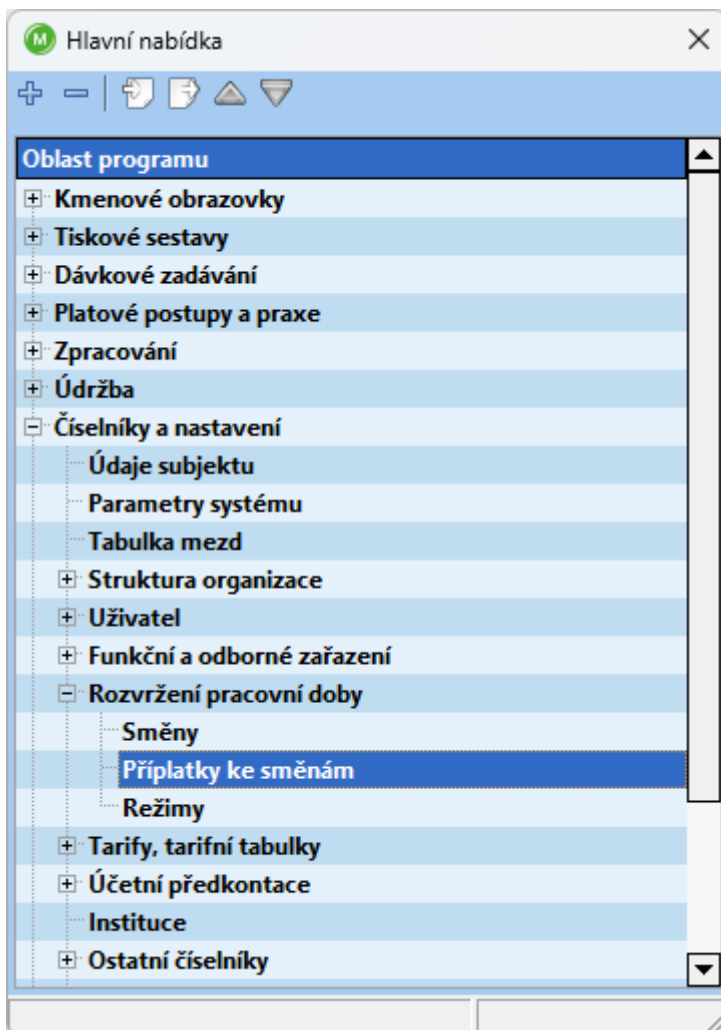 M Hlavní nabídka
Oblast programu
Kmenové obrazovky
Tiskové sestavy
Dávkové zadávání
Platové postupy a praxe
Zpracování
Údržba
Číselníky a nastavení
Údaje subjektu
Parametry systému
Tabulka mezd
Struktura organizace
Uživatel
Funkční a odborné zařazení
Rozvržení pracovní doby
Směny
Příplatky ke směnám
Režimy
Tarify, tarifní tabulky
Účetní předkontace
Instituce
Ostatní číselníky